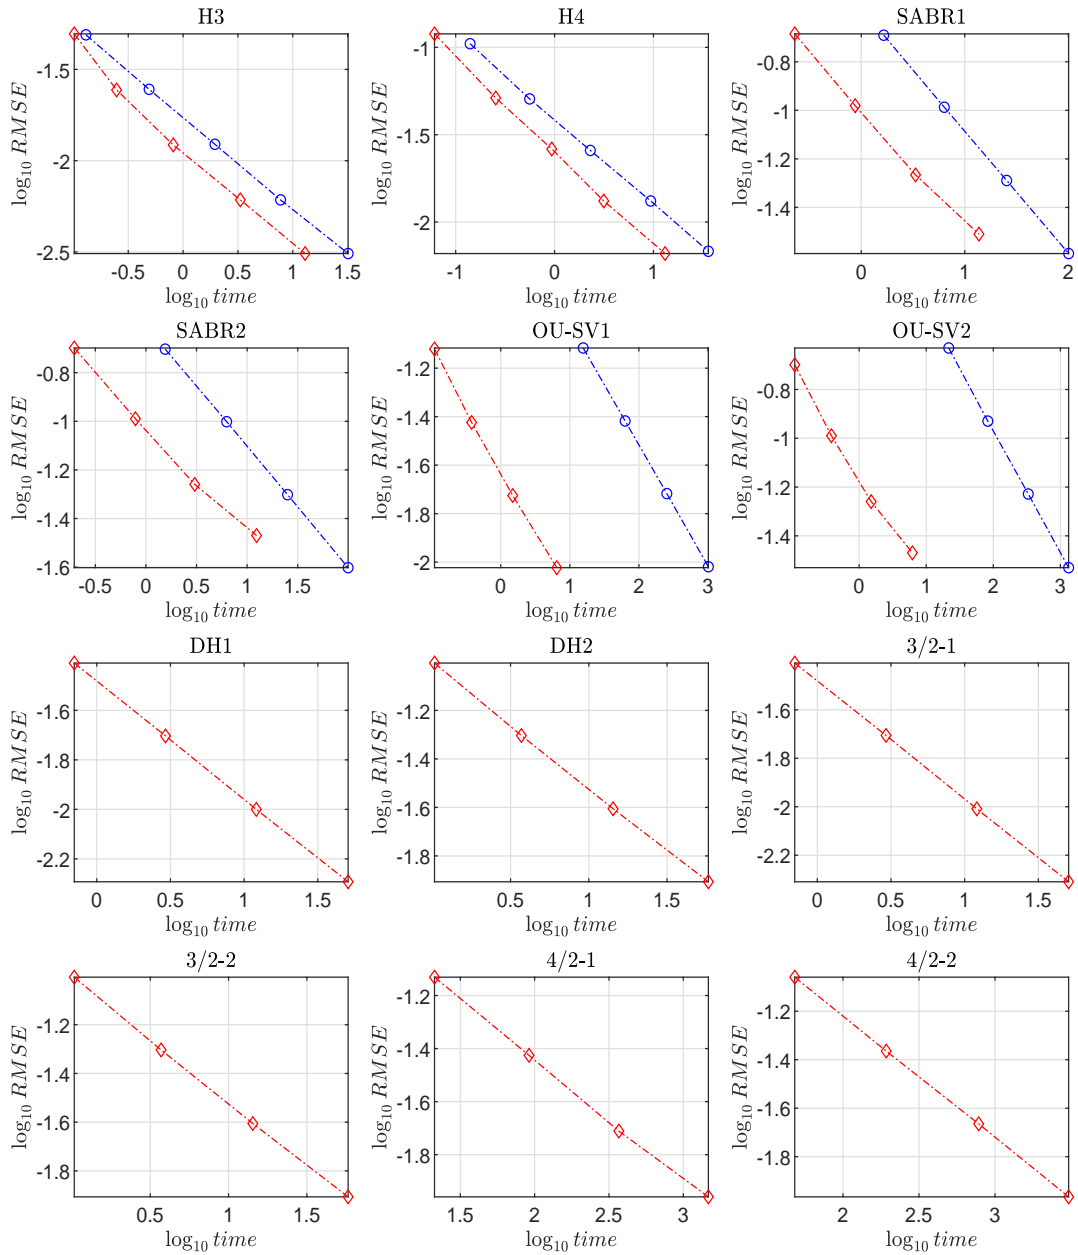 H3
H4
SABR1
-1.5
-2
-2.5
-0.5 0 0.5 1 1.5
log10 time
log10 RMSE
-1
-1.5
-2
-1 0 1
log10 time
log10 RMSE
-0.8
-1
-1.2
-1.4
0 1 2
log10 time
log10 RMSE
SABR2
OU-SV1
OU-SV2
-0.8
-1
-1.2
-1.4
-1.6
-0.5 0 0.5 1 1.5
log10 time
log10 RMSE
-1.2
-1.4
-1.6
-1.8
-2
0 1 2 3
log10 time
log10 RMSE
-0.8
-1
-1.2
-1.4
0 1 2 3
log10 time
log10 RMSE
DH1
DH2
3/2-1
-1.6
-1.8
-2
-2.2
0 0.5 1 1.5
log10 time
log10 RMSE
-1.2
-1.4
-1.6
-1.8
0.5 1 1.5
log10 time
log10 RMSE
-1.6
-1.8
-2
-2.2
0 0.5 1 1.5
log10 time
log10 RMSE
3/2-2
4/2-1
4/2-2
-1.2
-1.4
-1.6
-1.8
0.5 1 1.5
log10 time
log10 RMSE
-1.2
-1.4
-1.6
-1.8
1.5 2 2.5 3
log10 time
log10 RMSE
-1.2
-1.4
-1.6
-1.8
2 2.5 3
log10 time
log10 RMSE